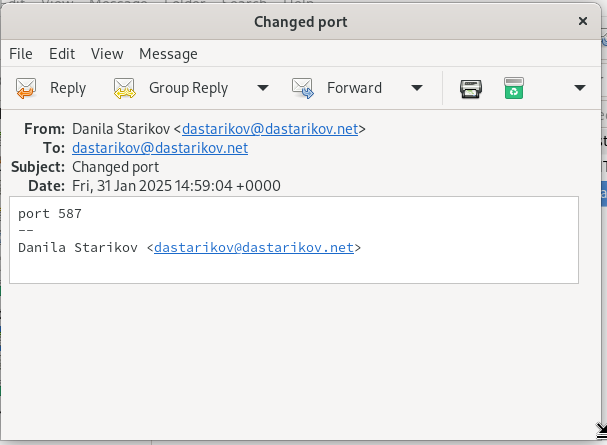 Changed port
File Edit View Message
Reply Group Reply Forward
From: Danila Starikov <dastarikov@dastarikov.net>
To: dastarikov@dastarikov.net
Subject: Changed port
Date: Fri, 31 Jan 2025 14:59:04 +0000
port 587
--
Danila Starikov <dastarikov@dastarikov.net>